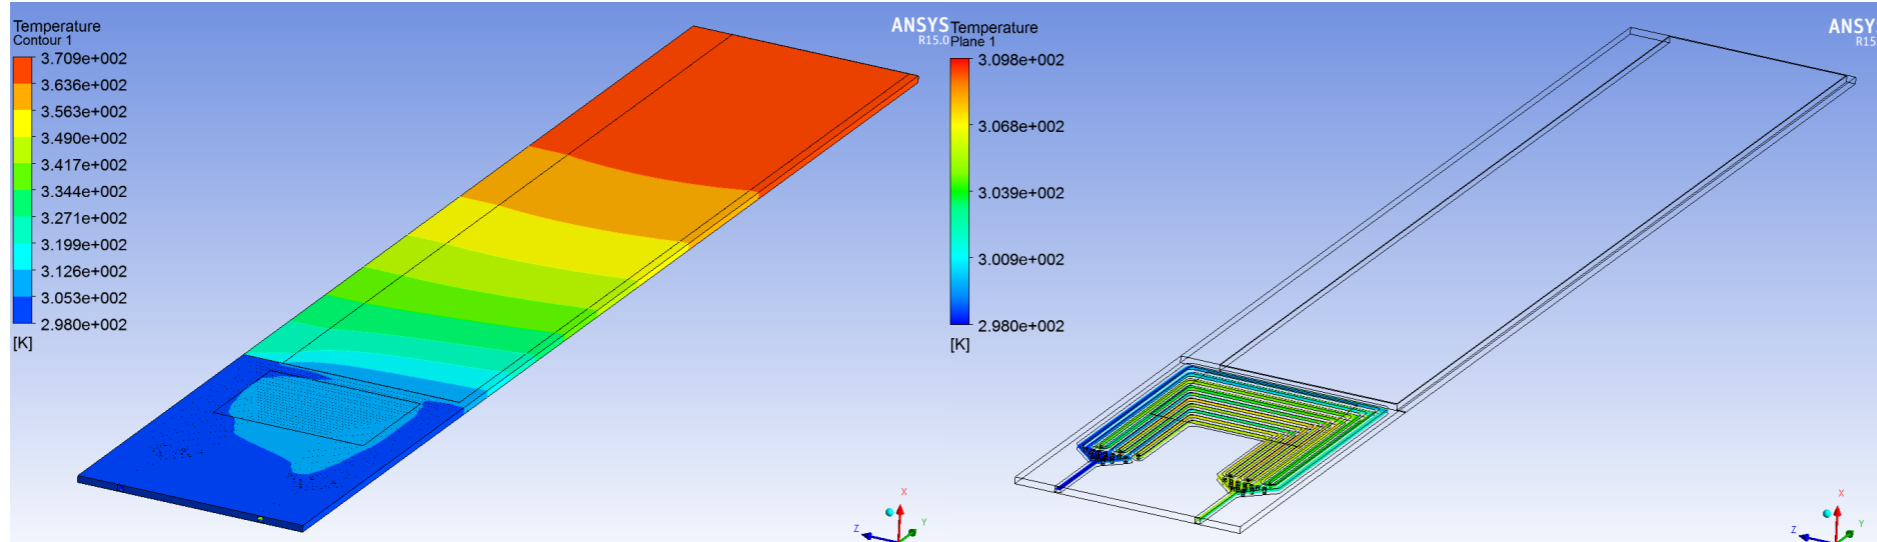 Temperature
Contour 1
3.709e+002
3.636e+002
3.563e+002
3.490e+002
3.417e+002
3.344e+002
3.271e+002
3.199e+002
3.126e+002
3.053e+002
2.980e+002
[K]
ANSYS
R15.0
X
Y
Z
Temperature
Plane 1
3.098e+002
3.068e+002
3.039e+002
3.009e+002
2.980e+002
[K]
ANSYS
R15
X
Y
Z